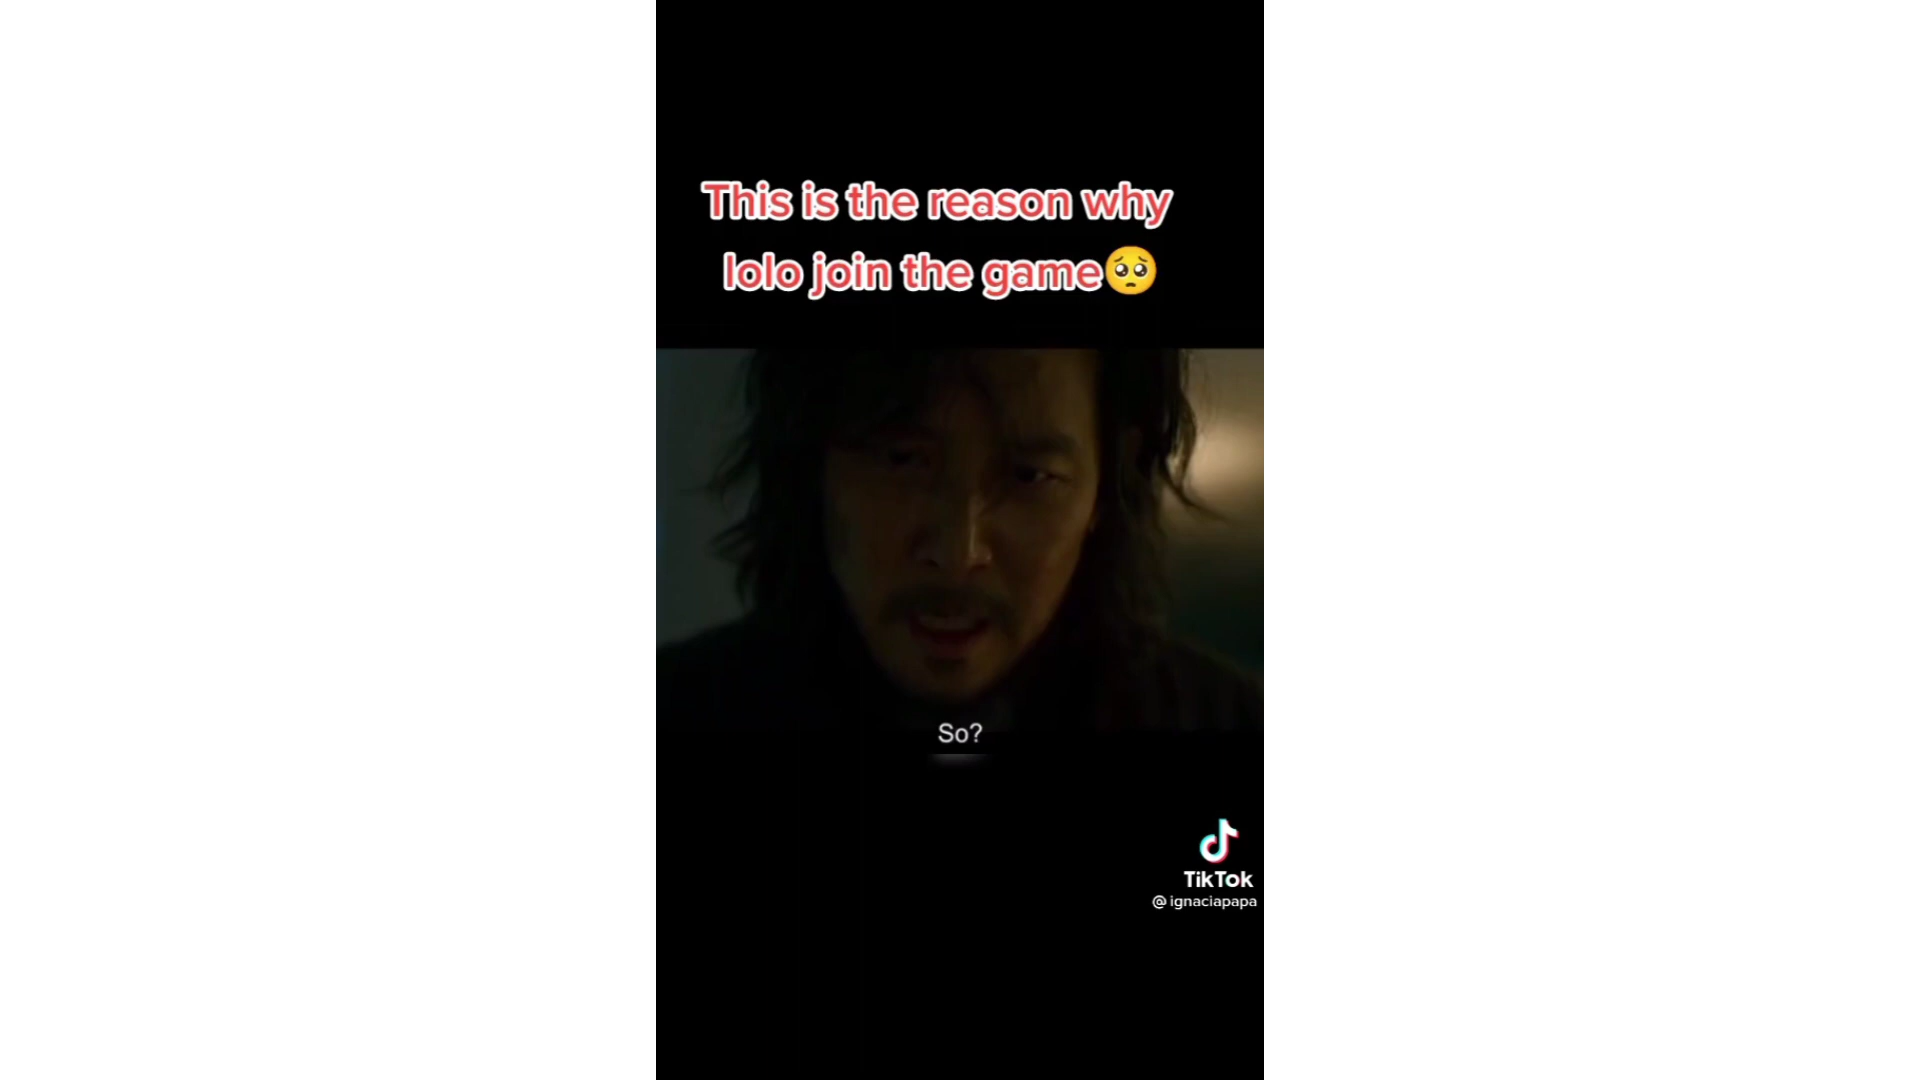 This is the reason why
lolo join the game🥺
So?
TikTok
@ignaciapapa